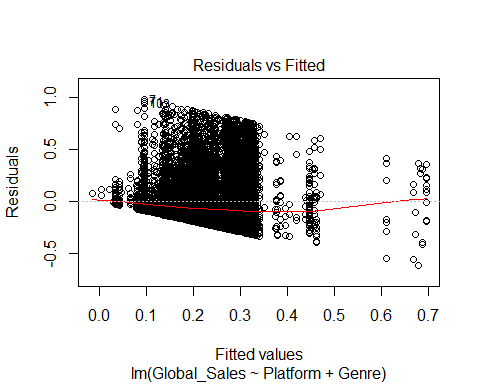 Residuals vs Fitted
Residuals
1.0
0.5
0.0
-0.5
0.0 0.1 0.2 0.3 0.4 0.5 0.6 0.7
Fitted values
lm(Global_Sales ~ Platform + Genre)